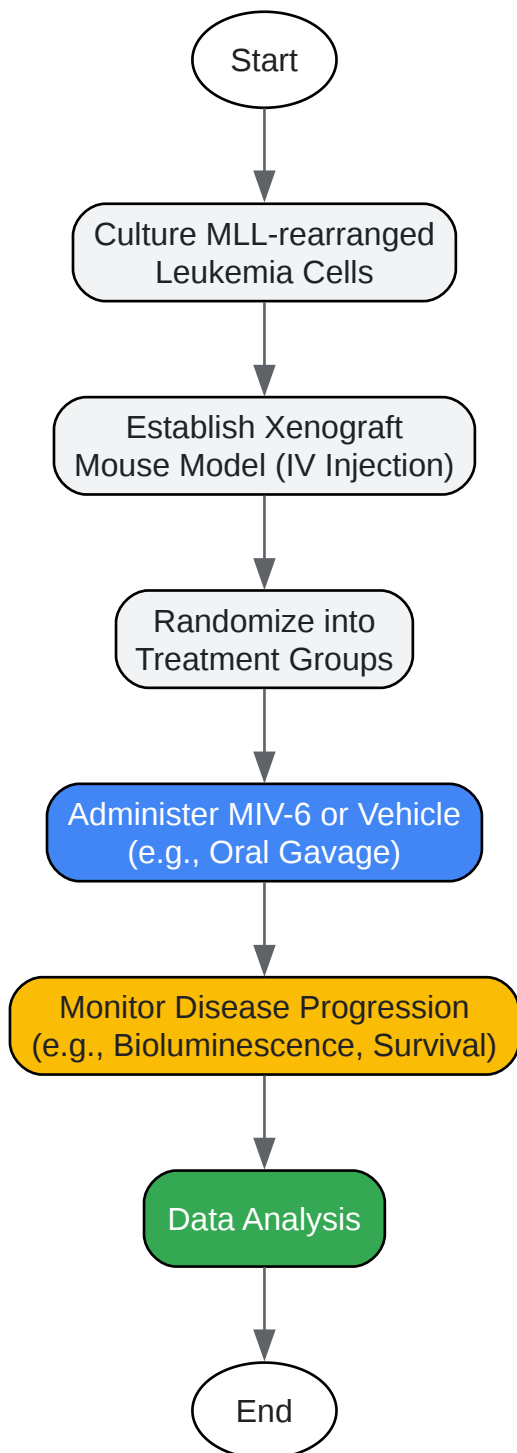 Start
Culture MLL-rearranged
Leukemia Cells
Establish Xenograft
Mouse Model (IV Injection)
Randomize into
Treatment Groups
Administer MIV-6 or Vehicle
(e.g., Oral Gavage)
Monitor Disease Progression
(e.g., Bioluminescence, Survival)
Data Analysis
End